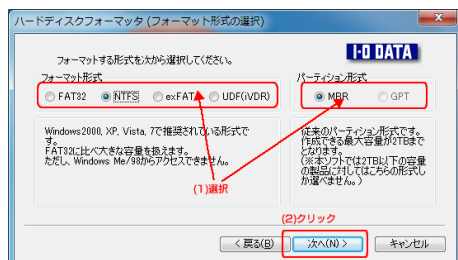 ハードディスクフォーマッタ (フォーマット形式の選択)
フォーマットする形式を次から選択してください。
I-O DATA
フォーマット形式
パーティション形式
FAT32 NTFS exFAT UDF(iVDR)
MBR GPT
Windows2000, XP, Vista, 7で推奨されている形式で
す。
FAT32に比べ大きな容量を扱えます。
ただし、Windows Me/98からアクセスできません。
従来のパーティション形式です。
作成できる最大容量が2TBまで
となります。
(※本ソフトでは2TB以下の容量
の製品に対してはこちらの形式し
か選べません。)
(1)選択
(2)クリック
< 戻る(B)
次へ(N) >
キャンセル